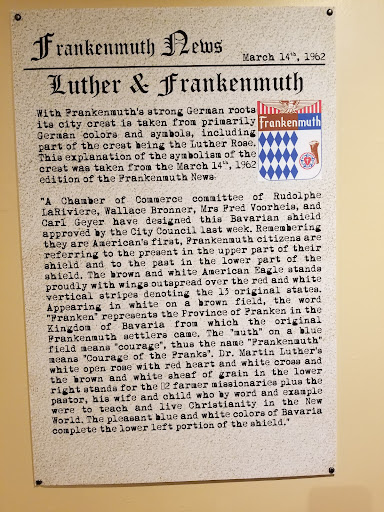 Frankenmuth News
March 14th, 1962
Luther & Frankenmuth
With Frankenmuth's strong German roots
its city crest is taken from primarily
German colors and symbols, including
part of the crest being the Luther Rose.
This explanation of the symbolism of the
crest was taken from the March 14th, 1962
edition of the Frankenmuth News.
Frankenmuth
"A Chamber of Commerce committee of Rudolphe
LaRiviere, Wallace Bronner, Mrs Fred Voorheis, and
Carl Geyer have designed this Bavarian shield
approved by the City Council last week. Remembering
they are American's first, Frankenmuth citizens are
referring to the present in the upper part of their
shield and to the past in the lower part of the
shield. The brown and white American Eagle stands
proudly with wings outspread over the red and white
vertical stripes denoting the 13 original states.
Appearing in white on a brown field, the word
"Franken" represents the Province of Franken in the
Kingdom of Bavaria from which the original
Frankenmuth settlers came. The "muth" on a blue
field means "courage", thus the name "Frankenmuth"
means "Courage of the Franks". Dr. Martin Luther's
white open rose with red heart and white cross and
the brown and white sheaf of grain in the lower
right stands for the 12 farmer missionaries plus the
pastor, his wife and child who by word and example
were to teach and live Christianity in the New
World. The pleasant blue and white colors of Bavaria
complete the lower left portion of the shield."